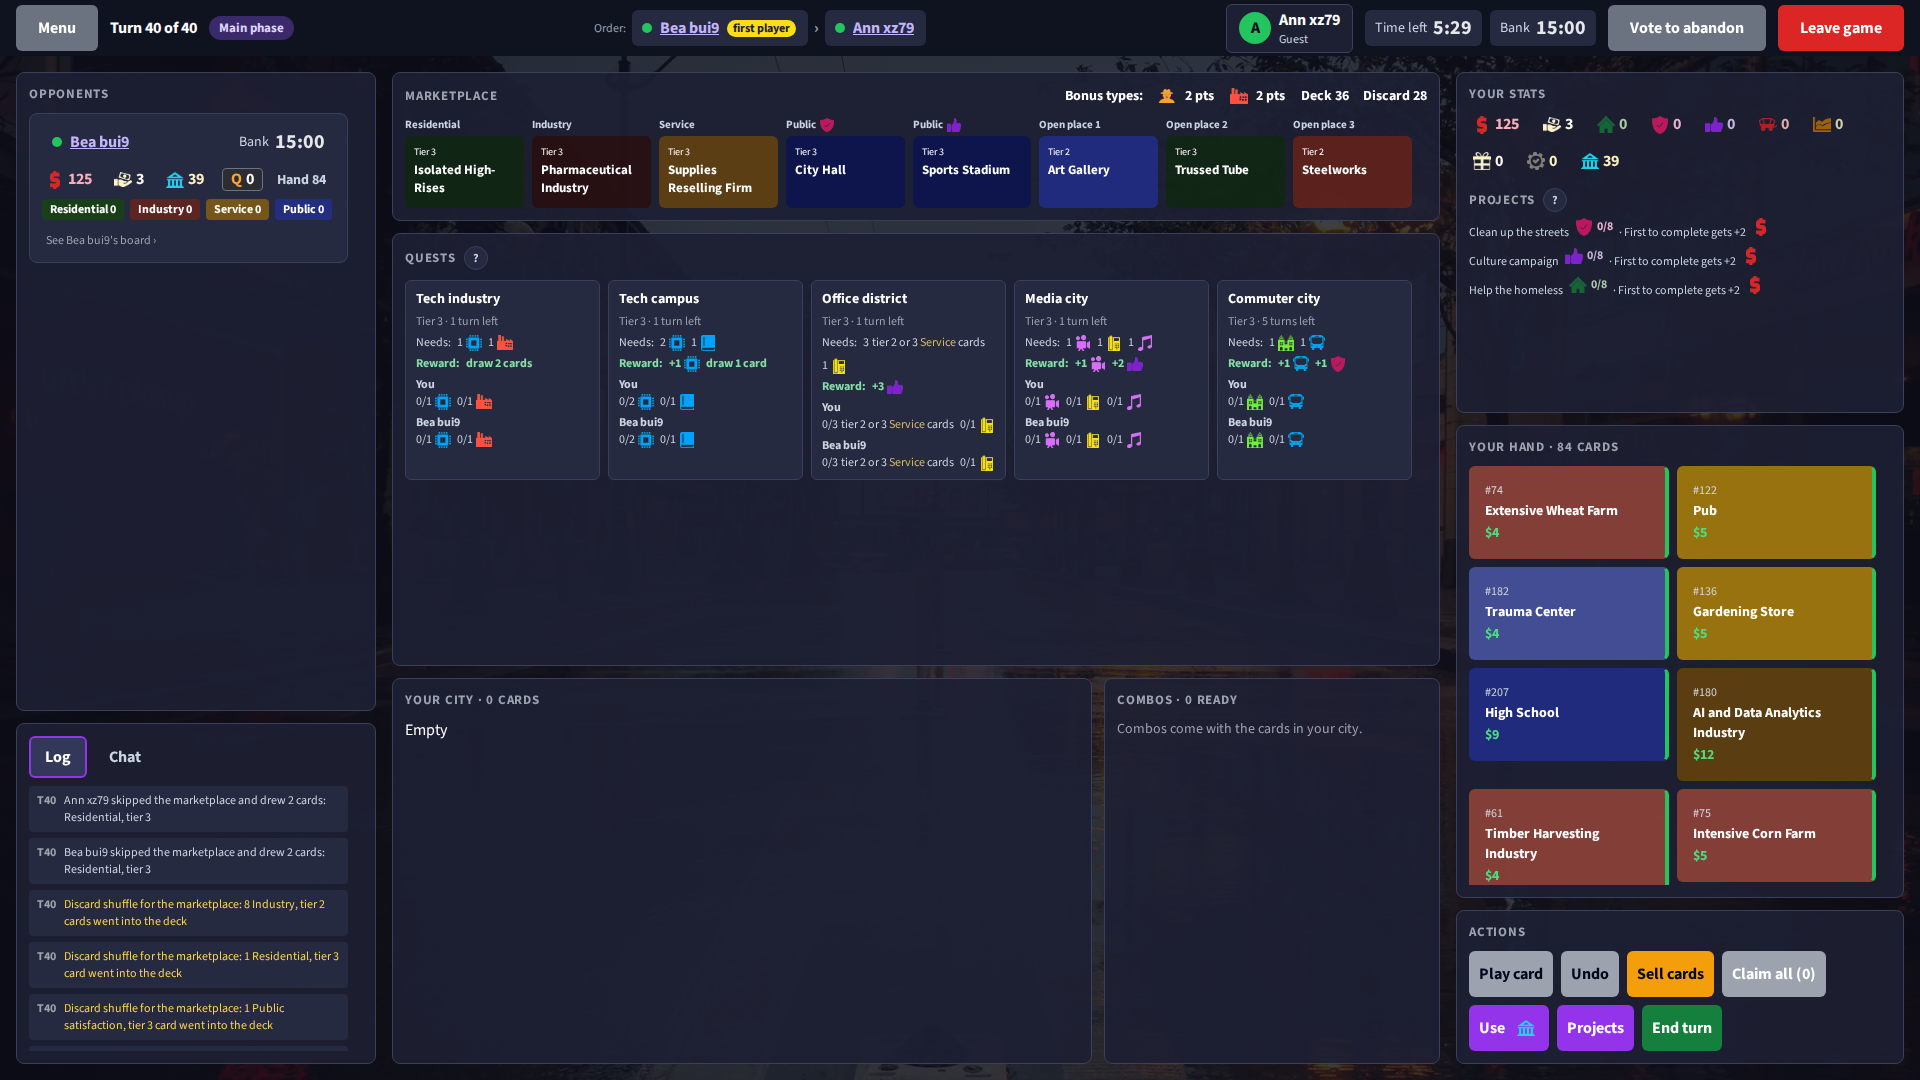 Menu
Turn 40 of 40
Main phase
Order:
Bea bui9
first player
›
Ann xz79
A
Ann xz79
Guest
Time left 5:29
Bank 15:00
Vote to abandon
Leave game
OPPONENTS
Bea bui9
Bank 15:00
125
3
39
Q 0
Hand 84
Residential 0
Industry 0
Service 0
Public 0
See Bea bui9's board ›
Log
Chat
T40 Ann xz79 skipped the marketplace and drew 2 cards:
Residential, tier 3
T40 Bea bui9 skipped the marketplace and drew 2 cards:
Residential, tier 3
T40 Discard shuffle for the marketplace: 8 Industry, tier 2
cards went into the deck
T40 Discard shuffle for the marketplace: 1 Residential, tier 3
card went into the deck
T40 Discard shuffle for the marketplace: 1 Public
satisfaction, tier 3 card went into the deck
MARKETPLACE
Bonus types:
2 pts
2 pts
Deck 36
Discard 28
Residential
Tier 3
Isolated High-
Rises
Industry
Tier 3
Pharmaceutical
Industry
Service
Tier 3
Supplies
Reselling Firm
Public
Tier 3
City Hall
Public
Tier 3
Sports Stadium
Open place 1
Tier 2
Art Gallery
Open place 2
Tier 3
Trussed Tube
Open place 3
Tier 2
Steelworks
QUESTS ?
Tech industry
Tier 3 · 1 turn left
Needs: 1 1
Reward: draw 2 cards
You
0/1 0/1
Bea bui9
0/1 0/1
Tech campus
Tier 3 · 1 turn left
Needs: 2 1
Reward: +1 draw 1 card
You
0/2 0/1
Bea bui9
0/2 0/1
Office district
Tier 3 · 1 turn left
Needs: 3 tier 2 or 3 Service cards
1
Reward: +3
You
0/3 tier 2 or 3 Service cards 0/1
Bea bui9
0/3 tier 2 or 3 Service cards 0/1
Media city
Tier 3 · 1 turn left
Needs: 1 1 1
Reward: +1 +2
You
0/1 0/1 0/1
Bea bui9
0/1 0/1 0/1
Commuter city
Tier 3 · 5 turns left
Needs: 1 1
Reward: +1 +1
You
0/1 0/1
Bea bui9
0/1 0/1
YOUR CITY · 0 CARDS
Empty
COMBOS · 0 READY
Combos come with the cards in your city.
YOUR STATS
125
3
0
0
0
0
0
0
0
39
PROJECTS ?
Clean up the streets 0/8 · First to complete gets +2
Culture campaign 0/8 · First to complete gets +2
Help the homeless 0/8 · First to complete gets +2
YOUR HAND · 84 CARDS
#74
Extensive Wheat Farm
$4
#122
Pub
$5
#182
Trauma Center
$4
#136
Gardening Store
$5
#207
High School
$9
#180
AI and Data Analytics
Industry
$12
#61
Timber Harvesting
Industry
$4
#75
Intensive Corn Farm
$5
ACTIONS
Play card
Undo
Sell cards
Claim all (0)
Use
Projects
End turn